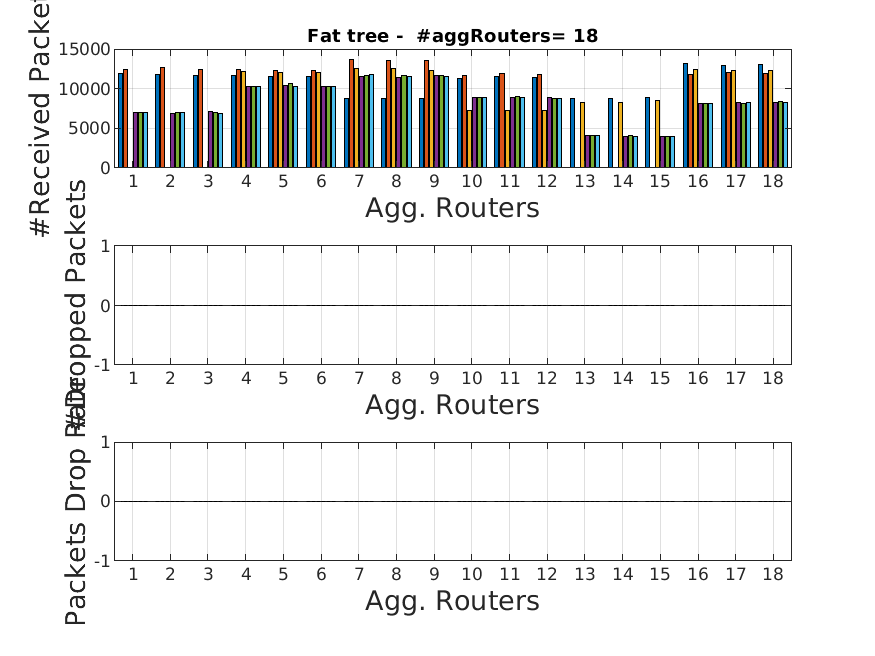 Fat tree -  #aggRouters= 18
#Received Packet
15000
10000
5000
0
1 2 3 4 5 6 7 8 9 10 11 12 13 14 15 16 17 18
Agg. Routers
#Dropped Packets
1
0
-1
1 2 3 4 5 6 7 8 9 10 11 12 13 14 15 16 17 18
Agg. Routers
Packets Drop Rate
1
0
-1
1 2 3 4 5 6 7 8 9 10 11 12 13 14 15 16 17 18
Agg. Routers